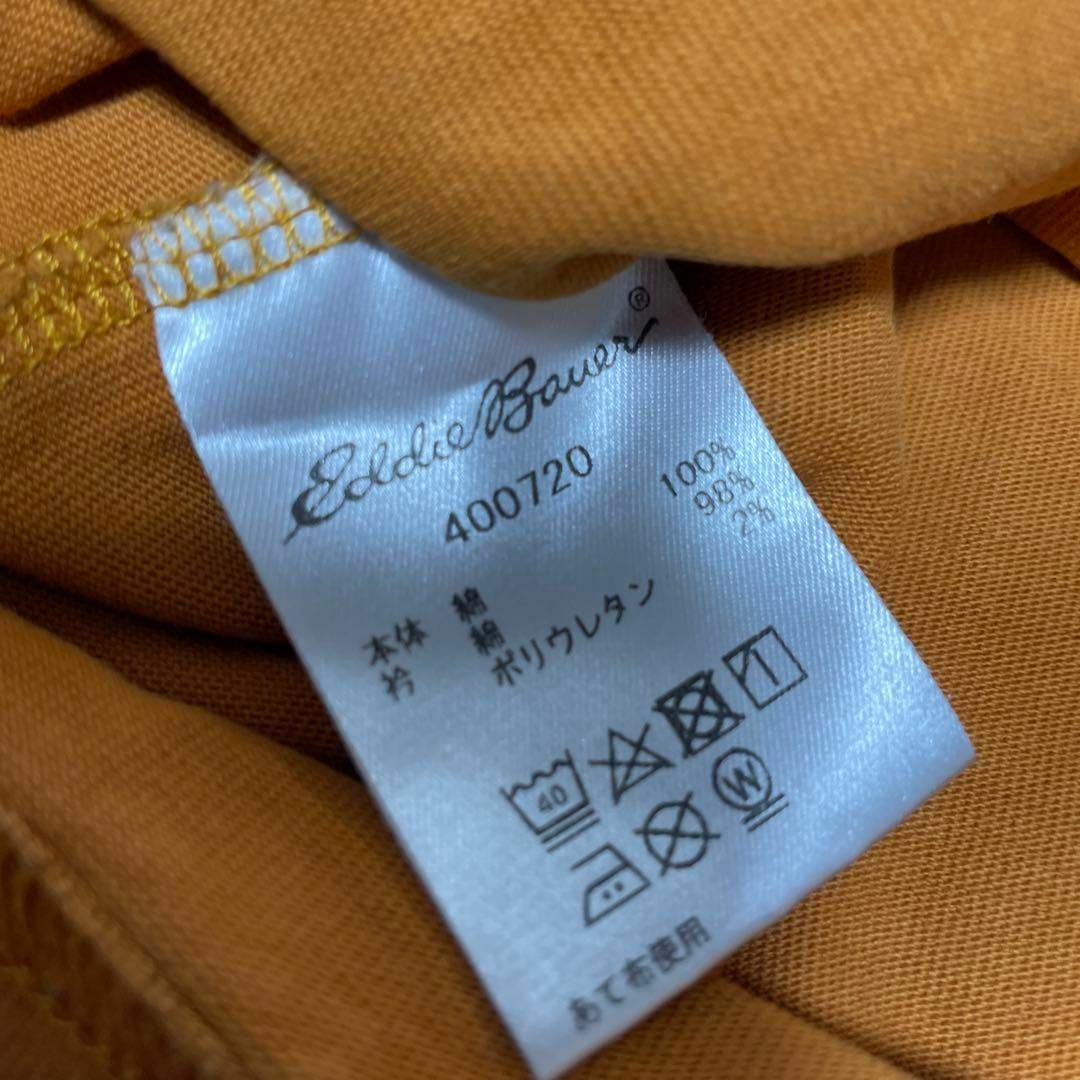 Eddie Bauer®
400720
本体 綿 100%
衿 綿 98%
ポリウレタン 2%
40
W
あて布使用